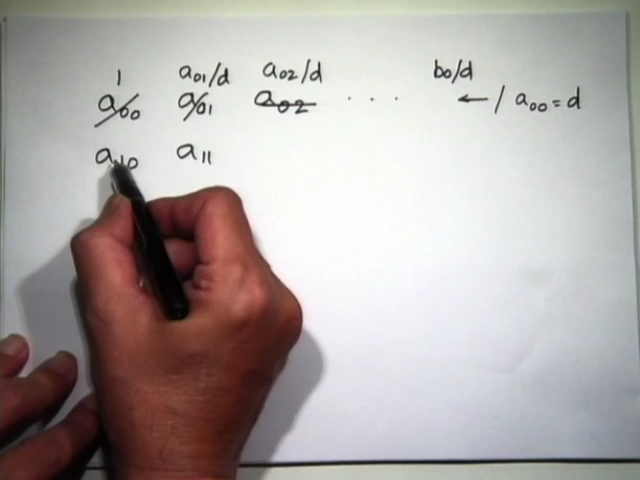 1 a01/d a02/d b0/d
a00 a01 a02 · · · ← / a00 = d
a10 a11